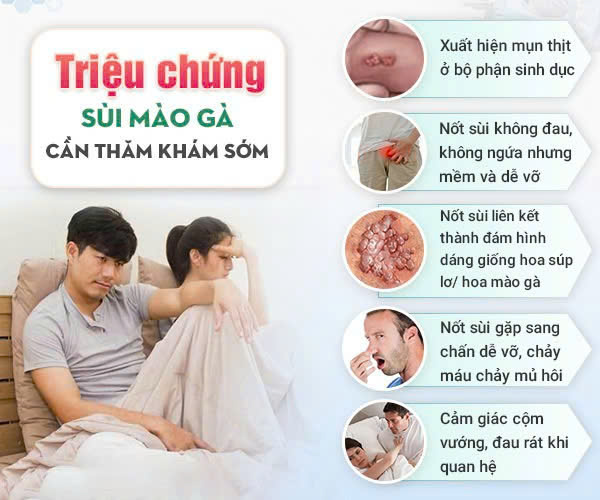 Triệu chứng
SÙI MÀO GÀ
CẦN THĂM KHÁM SỚM
Xuất hiện mụn thịt
ở bộ phận sinh dục
Nốt sùi không đau,
không ngứa nhưng
mềm và dễ vỡ
Nốt sùi liên kết
thành đám hình
dáng giống hoa súp
lơ/ hoa mào gà
Nốt sùi gặp sang
chấn dễ vỡ, chảy
máu chảy mủ hôi
Cảm giác cộm
vướng, đau rát khi
quan hệ